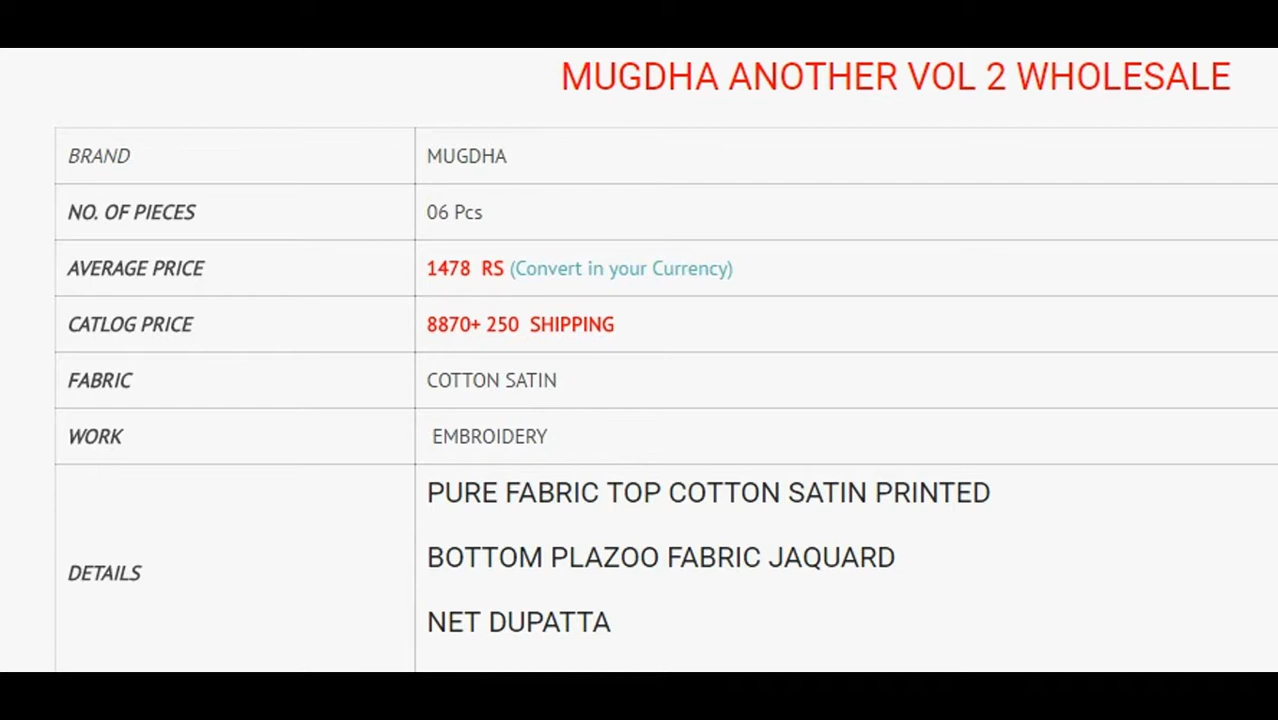 MUGDHA ANOTHER VOL 2 WHOLESALE
BRAND MUGDHA
NO. OF PIECES 06 Pcs
AVERAGE PRICE 1478 RS (Convert in your Currency)
CATLOG PRICE 8870+ 250 SHIPPING
FABRIC COTTON SATIN
WORK EMBROIDERY
DETAILS
PURE FABRIC TOP COTTON SATIN PRINTED
BOTTOM PLAZOO FABRIC JAQUARD
NET DUPATTA